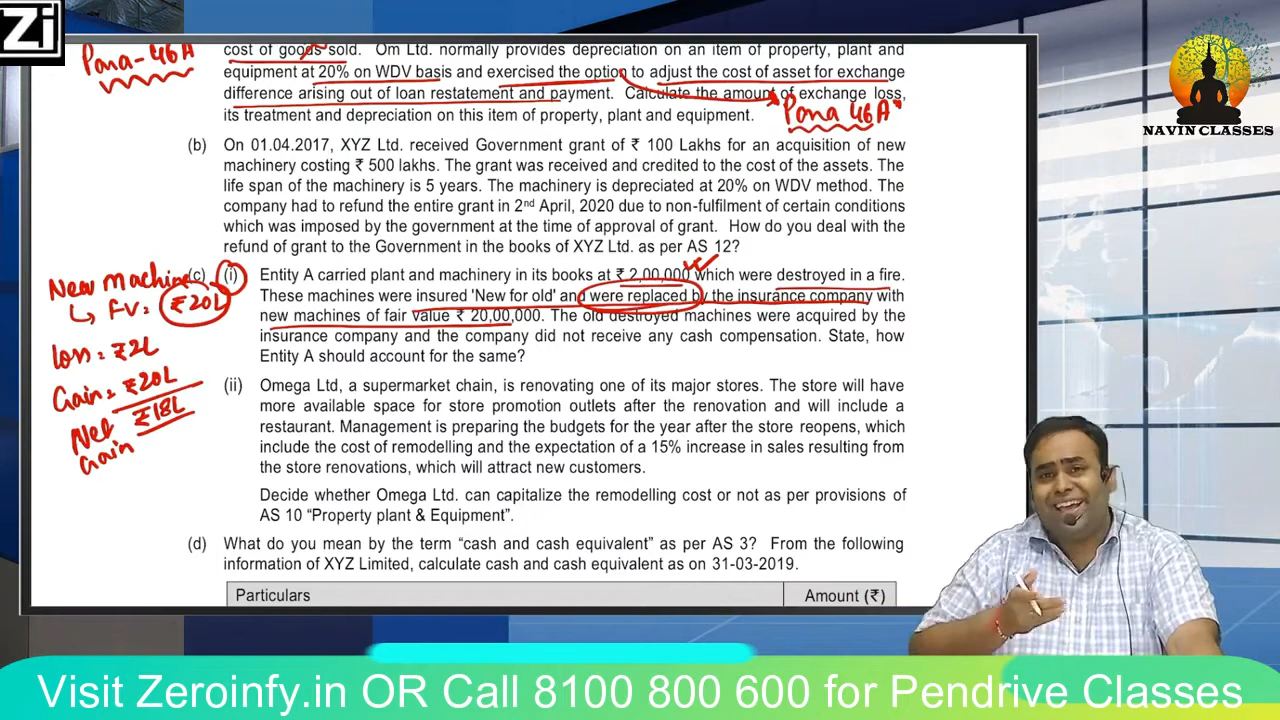 Zi
Para-46A
cost of goods sold. Om Ltd. normally provides depreciation on an item of property, plant and
equipment at 20% on WDV basis and exercised the option to adjust the cost of asset for exchange
difference arising out of loan restatement and payment. Calculate the amount of exchange loss,
its treatment and depreciation on this item of property, plant and equipment.
Para 46A
NAVIN CLASSES
(b) On 01.04.2017, XYZ Ltd. received Government grant of ₹ 100 Lakhs for an acquisition of new
machinery costing ₹ 500 lakhs. The grant was received and credited to the cost of the assets. The
life span of the machinery is 5 years. The machinery is depreciated at 20% on WDV method. The
company had to refund the entire grant in 2nd April, 2020 due to non-fulfilment of certain conditions
which was imposed by the government at the time of approval of grant. How do you deal with the
refund of grant to the Government in the books of XYZ Ltd. as per AS 12?
(c) (i) Entity A carried plant and machinery in its books at ₹ 2,00,000 which were destroyed in a fire.
These machines were insured 'New for old' and were replaced by the insurance company with
new machines of fair value ₹ 20,00,000. The old destroyed machines were acquired by the
insurance company and the company did not receive any cash compensation. State, how
Entity A should account for the same?
New Machine
FV: ₹20L
Loss = ₹2L
Gain = ₹20L
Net ₹18L
Gain
(ii) Omega Ltd, a supermarket chain, is renovating one of its major stores. The store will have
more available space for store promotion outlets after the renovation and will include a
restaurant. Management is preparing the budgets for the year after the store reopens, which
include the cost of remodelling and the expectation of a 15% increase in sales resulting from
the store renovations, which will attract new customers.
Decide whether Omega Ltd. can capitalize the remodelling cost or not as per provisions of
AS 10 “Property plant & Equipment”.
(d) What do you mean by the term “cash and cash equivalent” as per AS 3? From the following
information of XYZ Limited, calculate cash and cash equivalent as on 31-03-2019.
Particulars Amount (₹)
Visit Zeroinfy.in OR Call 8100 800 600 for Pendrive Classes